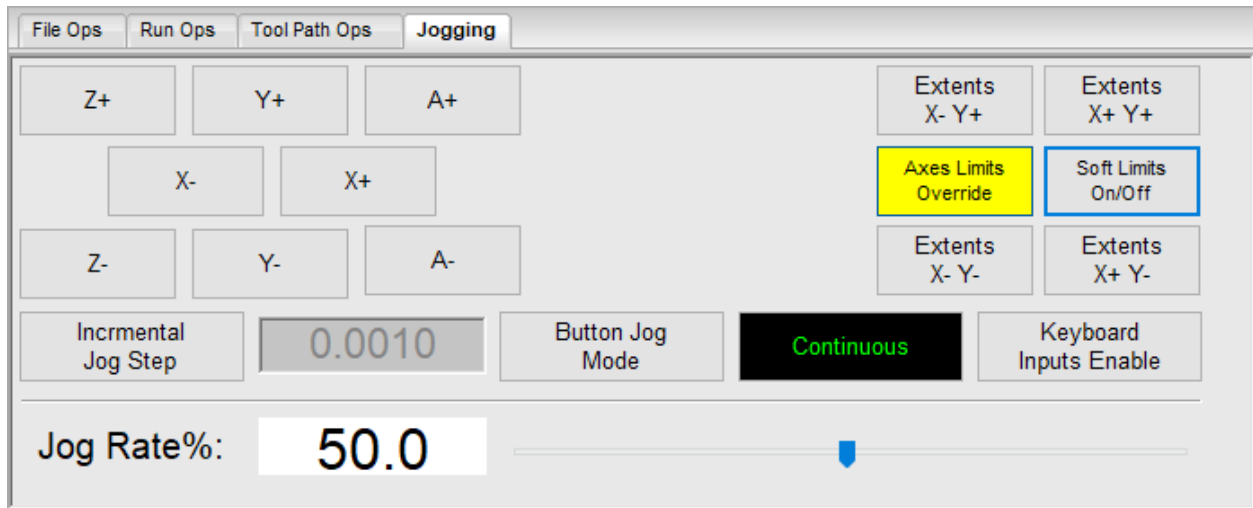 File Ops
Run Ops
Tool Path Ops
Jogging
Z+
Y+
A+
Extents
X- Y+
Extents
X+ Y+
X-
X+
Axes Limits
Override
Soft Limits
On/Off
Z-
Y-
A-
Extents
X- Y-
Extents
X+ Y-
Incrmental
Jog Step
0.0010
Button Jog
Mode
Continuous
Keyboard
Inputs Enable
Jog Rate%:
50.0